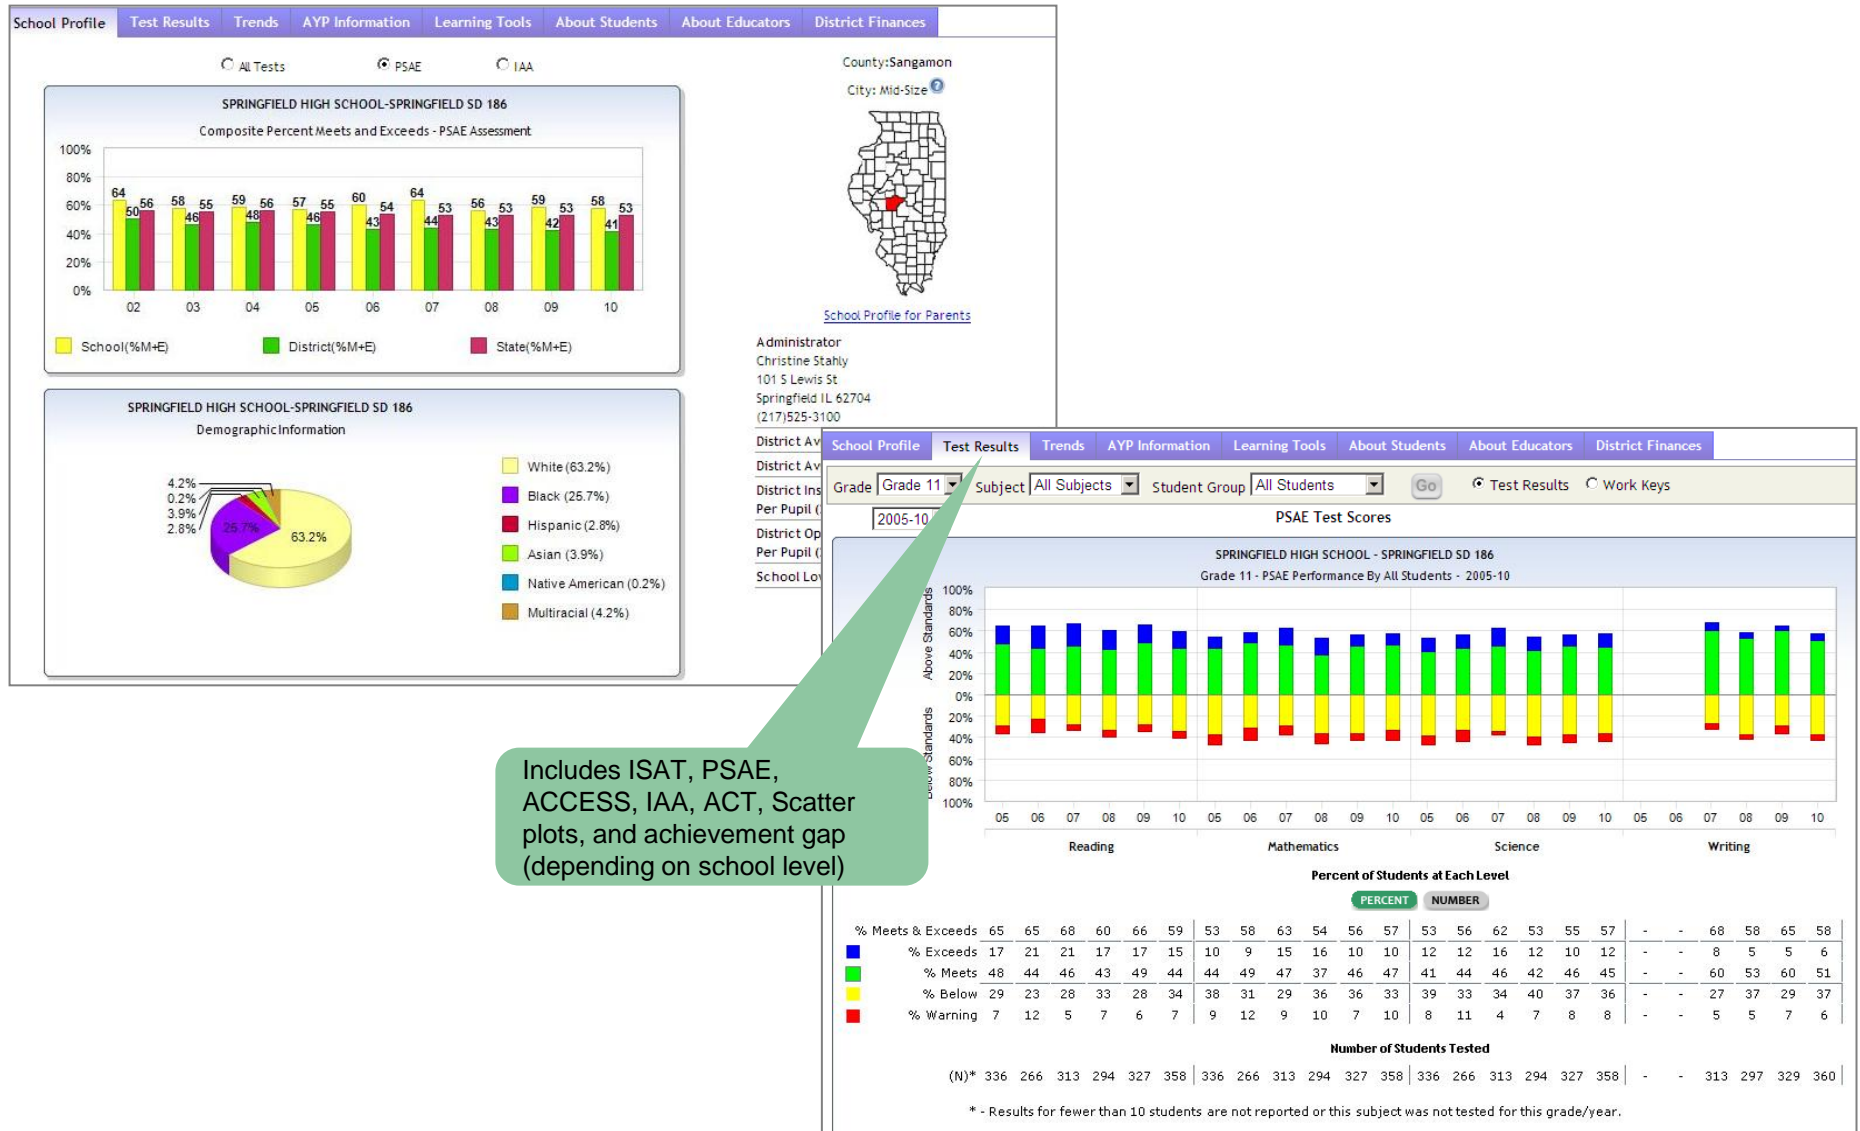 School Profile Test Results Trends AYP Information Learning Tools About Students About Educators District Finances
All Tests PSAE IAA
SPRINGFIELD HIGH SCHOOL-SPRINGFIELD SD 186
Composite Percent Meets and Exceeds - PSAE Assessment
100%
80%
60%
40%
20%
0%
64 50 56 58 46 55 59 48 56 57 46 55 60 43 54 64 44 53 56 43 53 59 42 53 58 41 53
02 03 04 05 06 07 08 09 10
School(%M+E) District(%M+E) State(%M+E)
SPRINGFIELD HIGH SCHOOL-SPRINGFIELD SD 186
Demographic Information
4.2%
0.2%
3.9%
2.8%
25.7%
63.2%
White (63.2%)
Black (25.7%)
Hispanic (2.8%)
Asian (3.9%)
Native American (0.2%)
Multiracial (4.2%)
County:Sangamon
City: Mid-Size ?
School Profile for Parents
Administrator
Christine Stahly
101 S Lewis St
Springfield IL 62704
(217)525-3100
District Av
District Av
District Ins
Per Pupil (
District Op
Per Pupil (
School Lo
Includes ISAT, PSAE,
ACCESS, IAA, ACT, Scatter
plots, and achievement gap
(depending on school level)
School Profile Test Results Trends AYP Information Learning Tools About Students About Educators District Finances
Grade Grade 11 Subject All Subjects Student Group All Students Go Test Results Work Keys
2005-10 PSAE Test Scores
SPRINGFIELD HIGH SCHOOL - SPRINGFIELD SD 186
Grade 11 - PSAE Performance By All Students - 2005-10
Above Standards
Below Standards
100%
80%
60%
40%
20%
0%
20%
40%
60%
80%
100%
05 06 07 08 09 10 05 06 07 08 09 10 05 06 07 08 09 10 05 06 07 08 09 10
Reading Mathematics Science Writing
Percent of Students at Each Level
PERCENT NUMBER
% Meets & Exceeds 65 65 68 60 66 59 53 58 63 54 56 57 53 56 62 53 55 57 - - 68 58 65 58
% Exceeds 17 21 21 17 17 15 10 9 15 16 10 10 12 12 16 12 10 12 - - 8 5 5 6
% Meets 48 44 46 43 49 44 44 49 47 37 46 47 41 44 46 42 46 45 - - 60 53 60 51
% Below 29 23 28 33 28 34 38 31 29 36 36 33 39 33 34 40 37 36 - - 27 37 29 37
% Warning 7 12 5 7 6 7 9 12 9 10 7 10 8 11 4 7 8 8 - - 5 5 7 6
Number of Students Tested
(N)* 336 266 313 294 327 358 336 266 313 294 327 358 336 266 313 294 327 358 - - 313 297 329 360
* - Results for fewer than 10 students are not reported or this subject was not tested for this grade/year.